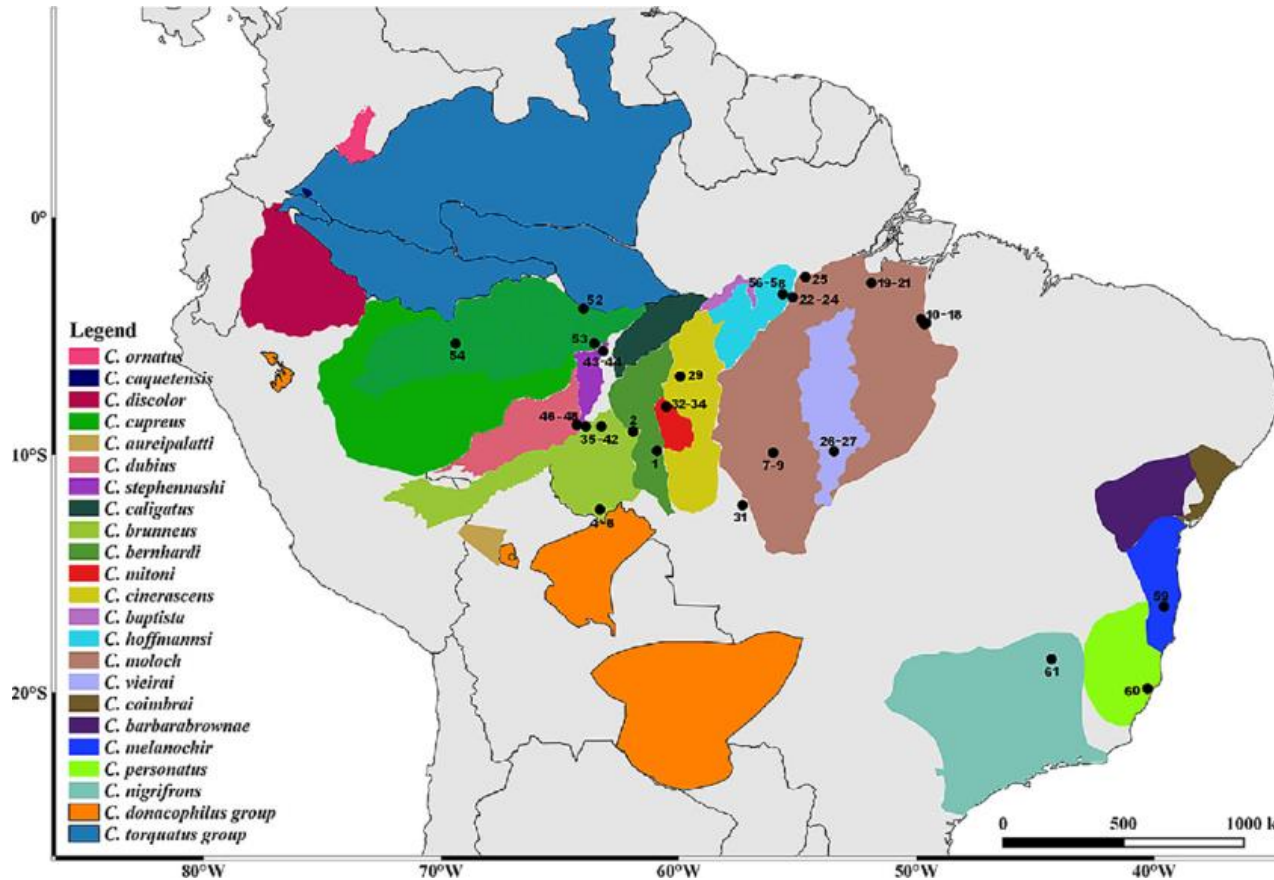 0°
10°S
20°S
80°W
70°W
60°W
50°W
40°W
Legend
C. ornatus
C. caquetensis
C. discolor
C. cupreus
C. aureipalatti
C. dubius
C. stephennashi
C. caligatus
C. brunneus
C. bernhardi
C. mitoni
C. cinerascens
C. baptista
C. hoffmannsi
C. moloch
C. vieirai
C. coimbrai
C. barbarabrownae
C. melanochir
C. personatus
C. nigrifrons
C. donacophilus group
C. torquatus group
52
53
54
43-44
46-48
35-42
2
1
4-6
29
32-34
56-58
22-24
25
19-21
10-18
7-9
26-27
31
59
60
61
0 500 1000 k